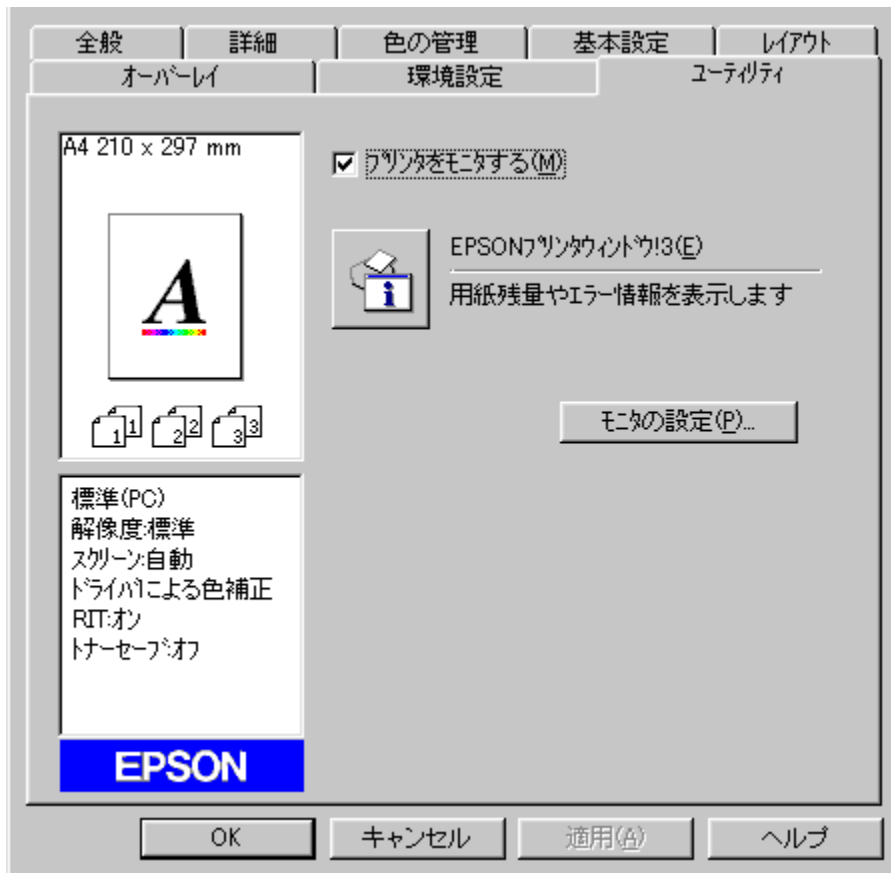 全般 詳細 色の管理 基本設定 レイアウト
オーバーレイ 環境設定 ユーティリティ
A4 210 x 297 mm
A
1 1 2 2 3 3
標準(PC)
解像度:標準
スクリーン:自動
ドライバによる色補正
RIT:オン
トナーセーブ:オフ
EPSON
プリンタをモニタする(M)
EPSONプリンタウィンドウ!3(E)
用紙残量やエラー情報を表示します
モニタの設定(P)...
OK キャンセル 適用(A) ヘルプ